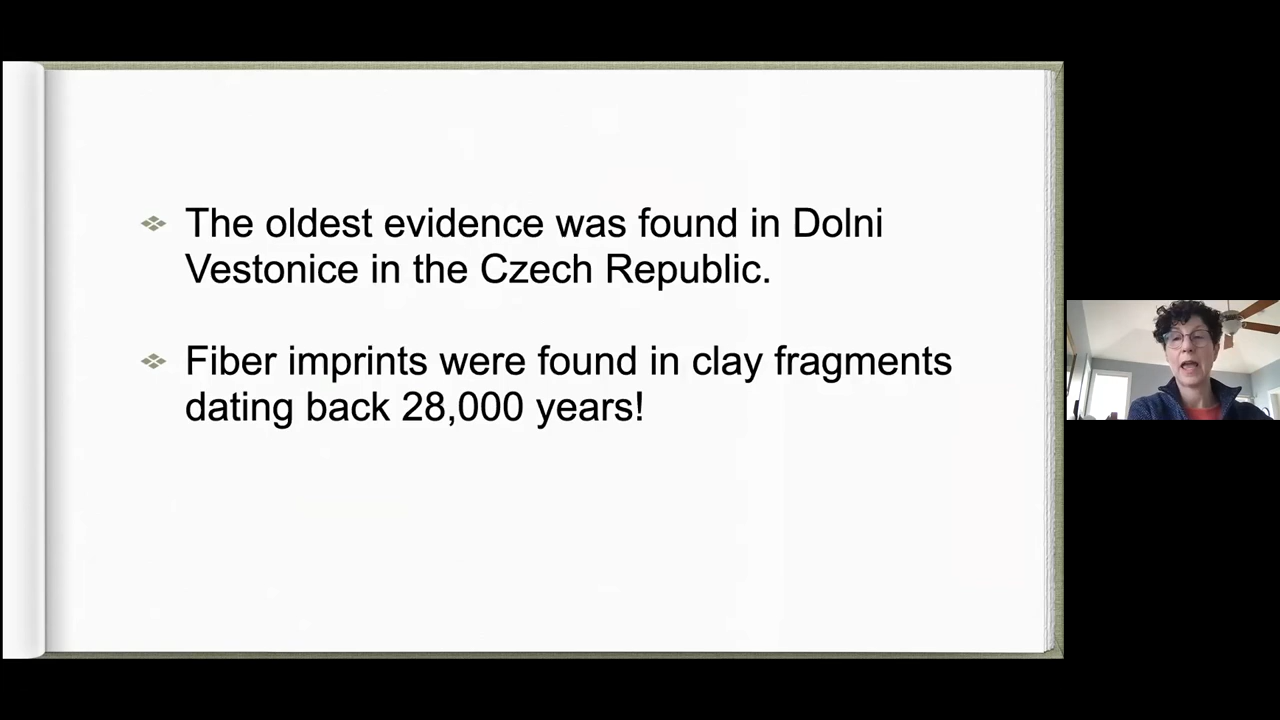 The oldest evidence was found in Dolni
Vestonice in the Czech Republic.
Fiber imprints were found in clay fragments
dating back 28,000 years!